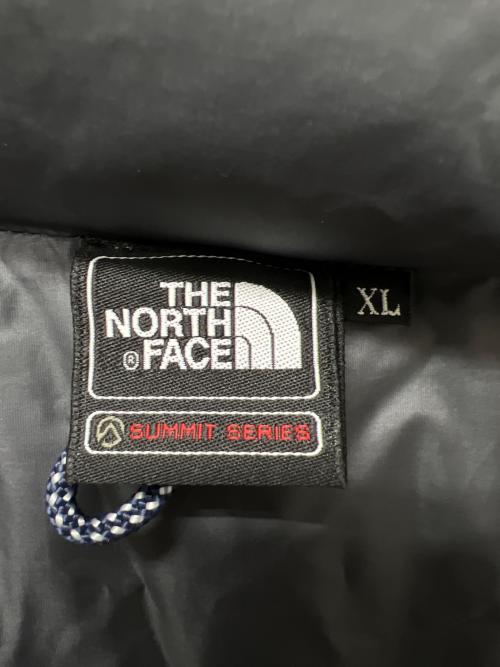 THE
NORTH
® FACE
XL
SUMMIT SERIES